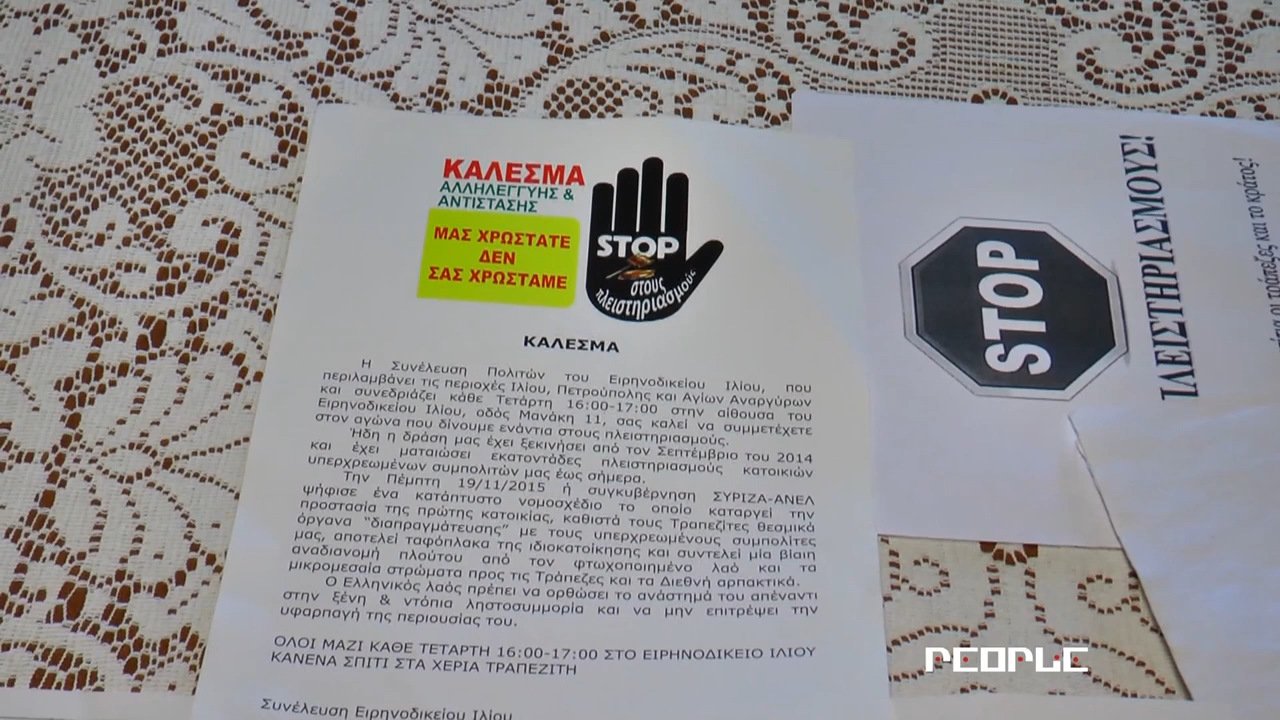 ΚΑΛΕΣΜΑ
ΑΛΛΗΛΕΓΓΥΗΣ &
ΑΝΤΙΣΤΑΣΗΣ
ΜΑΣ ΧΡΩΣΤΑΤΕ
ΔΕΝ
ΣΑΣ ΧΡΩΣΤΑΜΕ
STOP
στους
πλειστηριασμούς
ΚΑΛΕΣΜΑ
Η Συνέλευση Πολιτών του Ειρηνοδικείου Ιλίου, που
περιλαμβάνει τις περιοχές Ιλίου, Πετρούπολης και Αγίων Αναργύρων
και συνεδριάζει κάθε Τετάρτη 16:00-17:00 στην αίθουσα του
Ειρηνοδικείου Ιλίου, οδός Μανάκη 11, σας καλεί να συμμετέχετε
στον αγώνα που δίνουμε ενάντια στους πλειστηριασμούς.
Ήδη η δράση μας έχει ξεκινήσει από τον Σεπτέμβριο του 2014
και έχει ματαιώσει εκατοντάδες πλειστηριασμούς κατοικιών
υπερχρεωμένων συμπολιτών μας έως σήμερα.
Την Πέμπτη 19/11/2015 ή συγκυβέρνηση ΣΥΡΙΖΑ-ΑΝΕΛ
ψήφισε ένα κατάπτυστο νομοσχέδιο το οποίο καταργεί την
προστασία της πρώτης κατοικίας, καθιστά τους Τραπεζίτες θεσμικά
όργανα "διαπραγμάτευσης" με τους υπερχρεωμένους συμπολίτες
μας, αποτελεί ταφόπλακα της ιδιοκατοίκησης και συντελεί μία βίαιη
αναδιανομή πλούτου από τον φτωχοποιημένο λαό και τα
μικρομεσαία στρώματα προς τις Τράπεζες και τα Διεθνή αρπακτικά.
Ο Ελληνικός λαός πρέπει να ορθώσει το ανάστημά του απέναντι
στην ξένη & ντόπια ληστοσυμμορία και να μην επιτρέψει την
υφαρπαγή της περιουσίας του.
ΟΛΟΙ ΜΑΖΙ ΚΑΘΕ ΤΕΤΑΡΤΗ 16:00-17:00 ΣΤΟ ΕΙΡΗΝΟΔΙΚΕΙΟ ΙΛΙΟΥ
ΚΑΝΕΝΑ ΣΠΙΤΙ ΣΤΑ ΧΕΡΙΑ ΤΡΑΠΕΖΙΤΗ
Συνέλευση Ειρηνοδικείου Ιλίου
STOP
ΠΛΕΙΣΤΗΡΙΑΣΜΟΥΣ!
οι τράπεζες και το κράτος!
PEOPLE